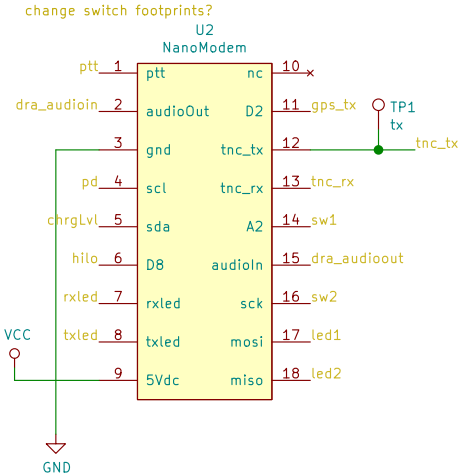 change switch footprints?
U2
NanoModem
ptt 1 ptt nc 10
dra_audioin 2 audioOut D2 11 gps_tx
TP1
tx
3 gnd tnc_tx 12 tnc_tx
pd 4 scl tnc_rx 13 tnc_rx
chrgLvl 5 sda A2 14 sw1
hilo 6 D8 audioIn 15 dra_audioout
rxled 7 rxled sck 16 sw2
txled 8 txled mosi 17 led1
VCC
9 5Vdc miso 18 led2
GND